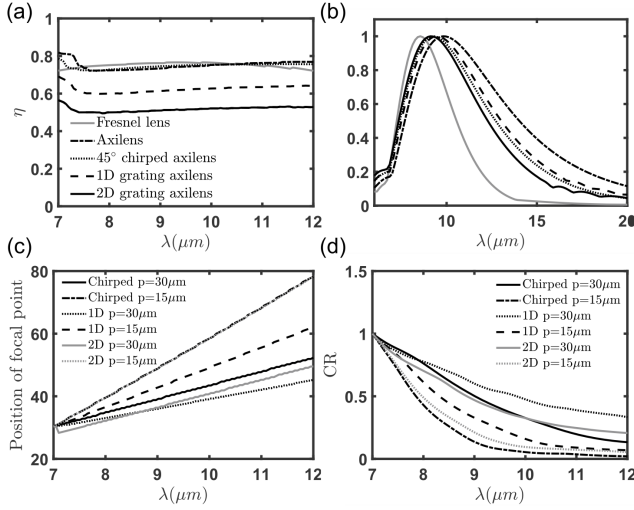 (a)
(b)
1
0.8
0.6
0.4
0.2
0
η
Fresnel lens
Axilens
45° chirped axilens
1D grating axilens
2D grating axilens
7 8 9 10 11 12
λ(μm)
1
0.8
0.6
0.4
0.2
0
10 15 20
λ(μm)
(c)
(d)
80
60
40
20
Position of focal point
Chirped p=30μm
Chirped p=15μm
1D p=30μm
1D p=15μm
2D p=30μm
2D p=15μm
7 8 9 10 11 12
λ(μm)
1.5
1
0.5
0
CR
Chirped p=30μm
Chirped p=15μm
1D p=30μm
1D p=15μm
2D p=30μm
2D p=15μm
7 8 9 10 11 12
λ(μm)